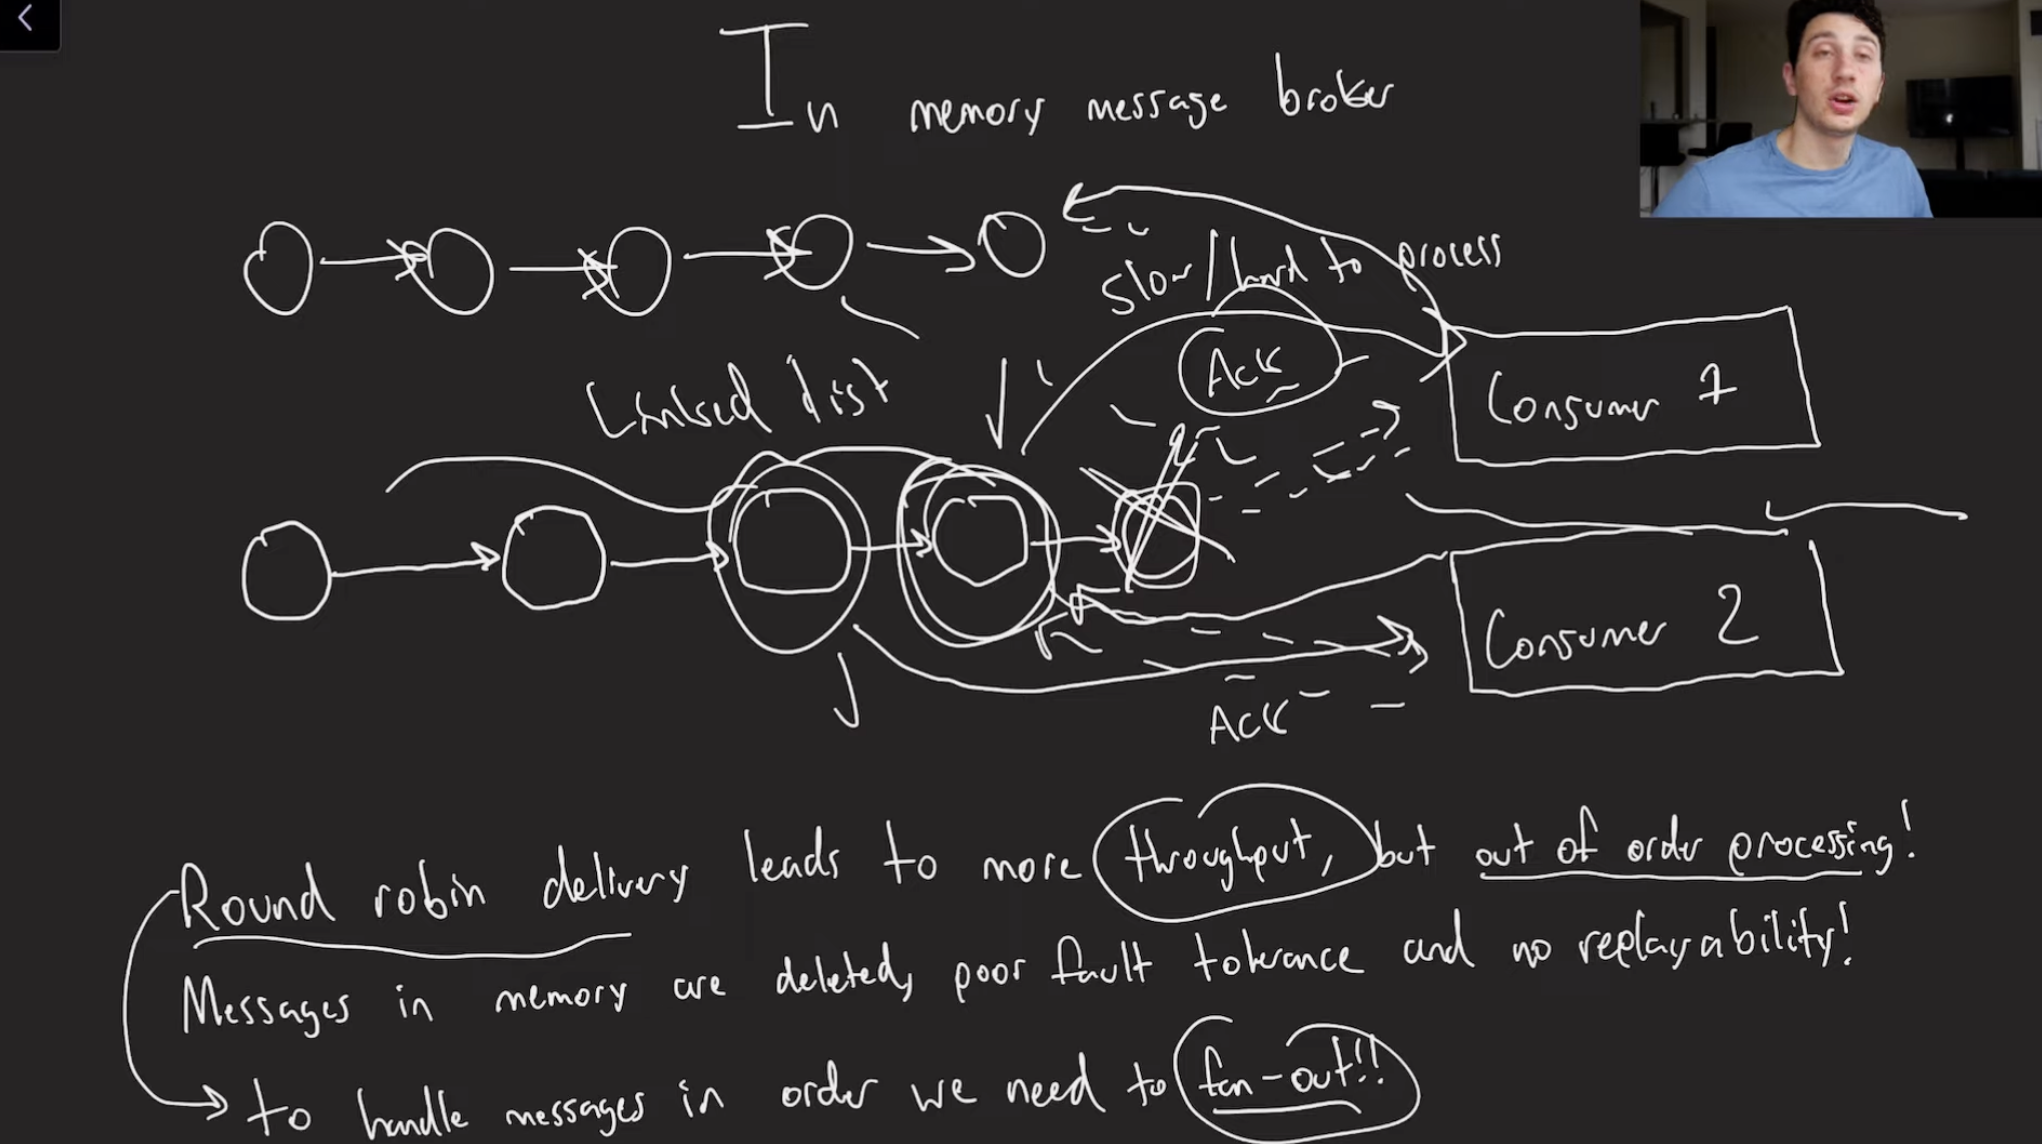 In memory message broker
slow/hard to process
Ack
Linked list
Consumer 1
Consumer 2
Ack
Round robin delivery leads to more throughput, but out of order processing!
Messages in memory are deleted, poor fault tolerance and no replayability!
to handle messages in order we need to fan-out!!